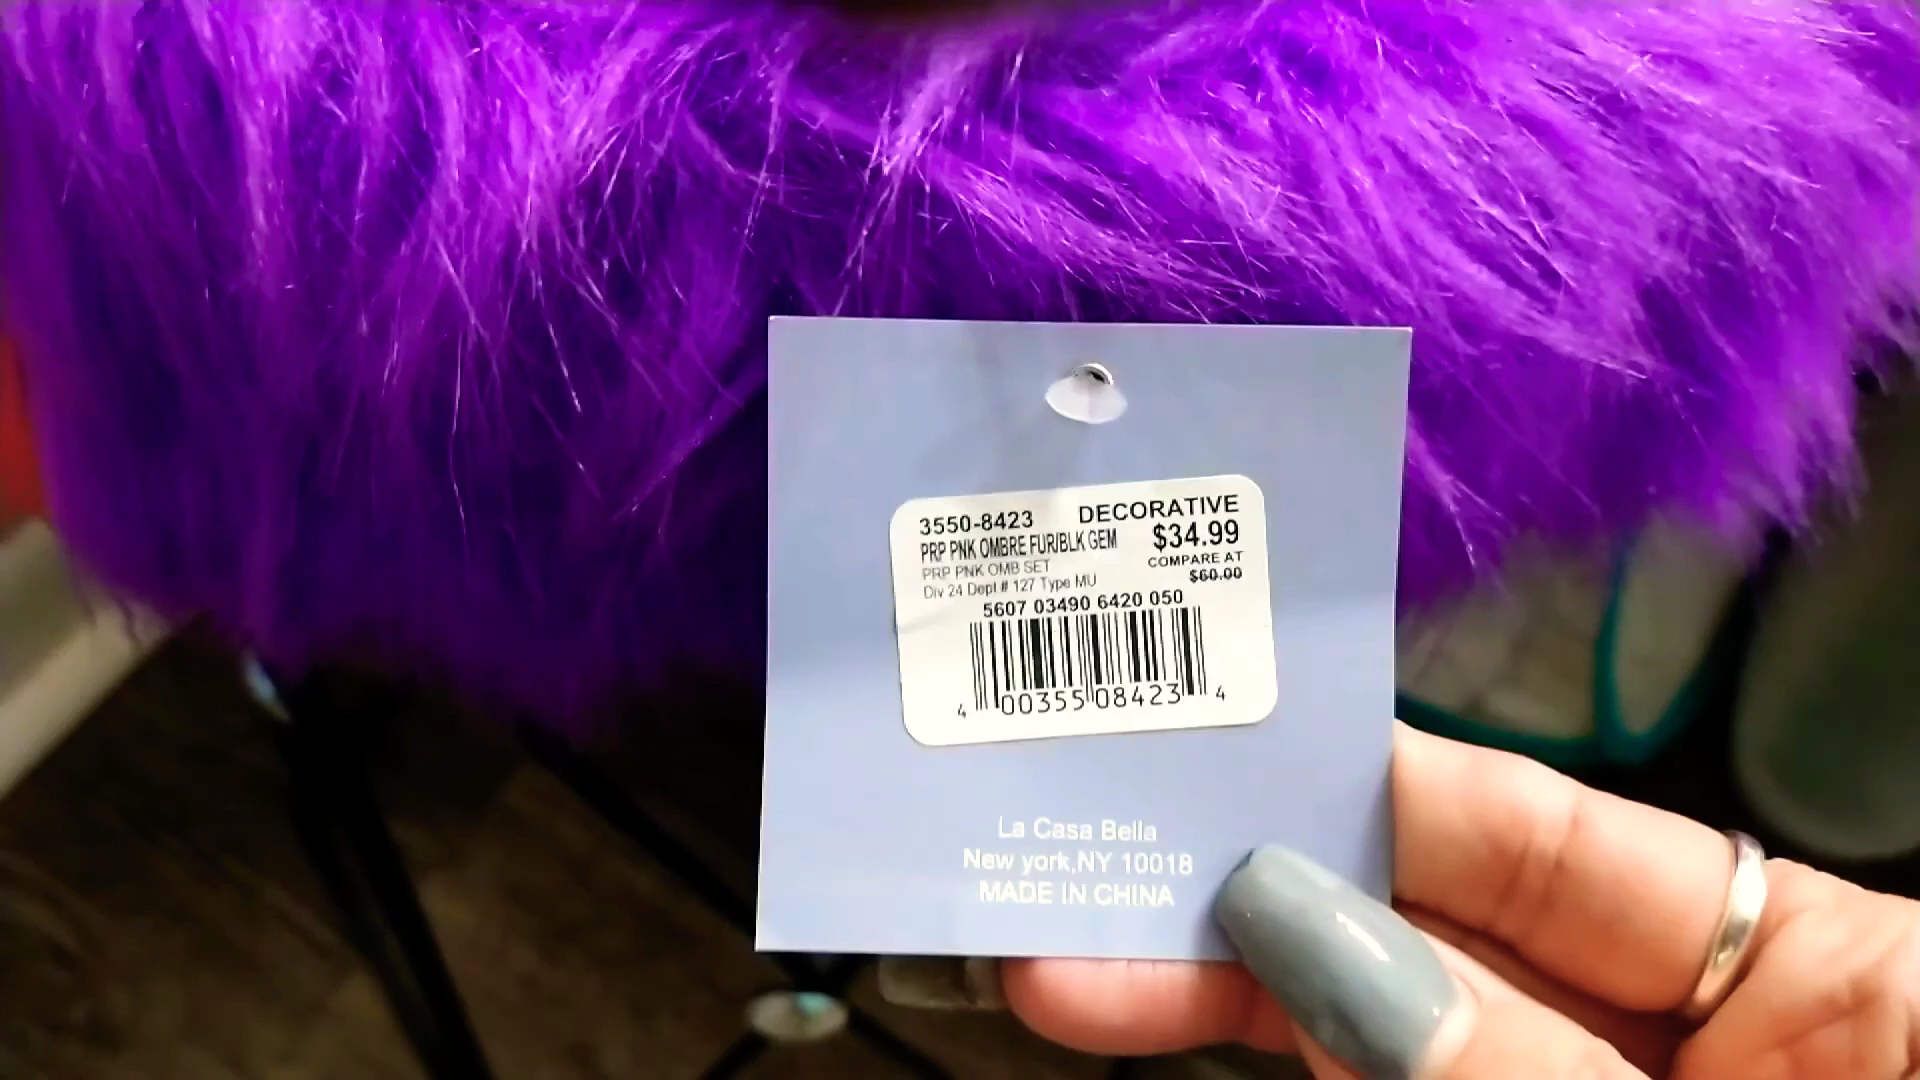 3550-8423 DECORATIVE
PRP PNK OMBRE FUR/BLK GEM $34.99
PRP PNK OMB SET COMPARE AT
Div 24 Dept # 127 Type MU $60.00
5607 03490 6420 050
4 00355 08423 4
La Casa Bella
New york,NY 10018
MADE IN CHINA